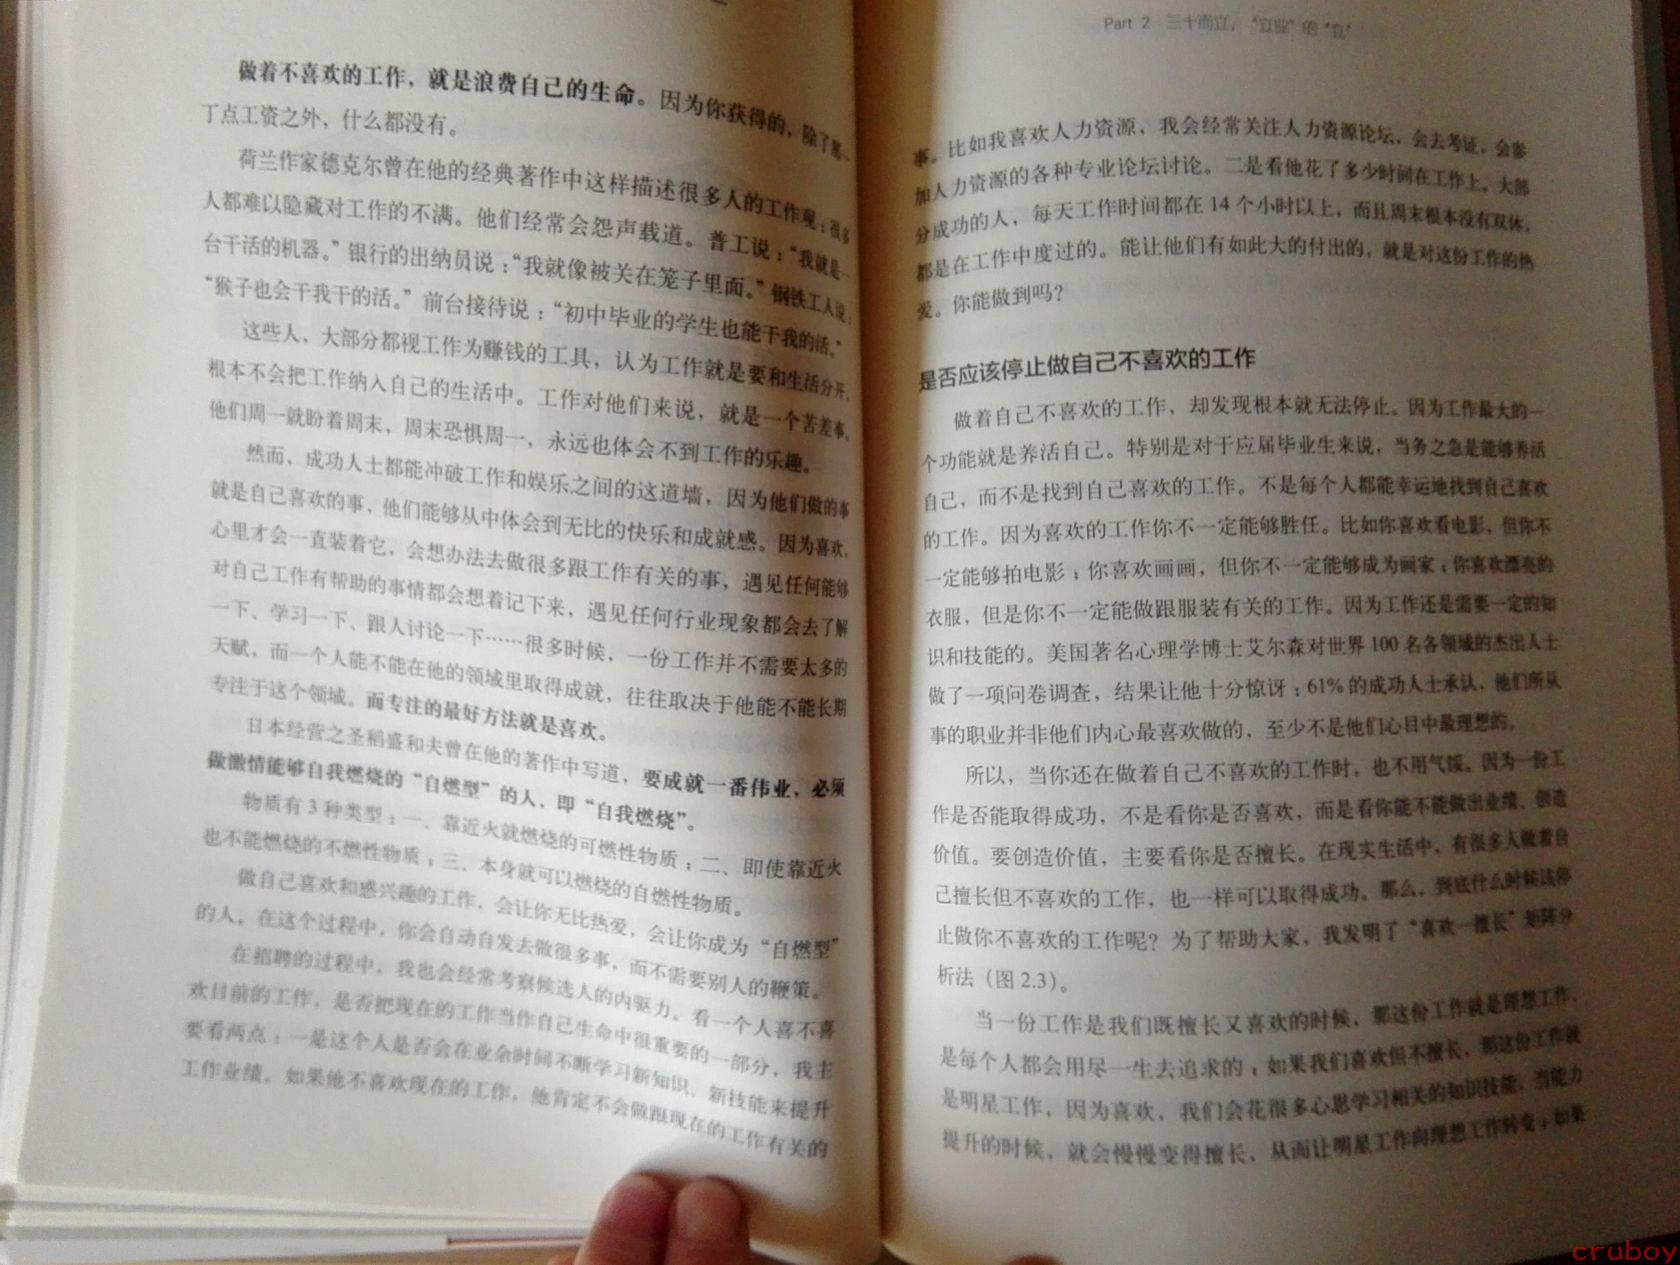 做着不喜欢的工作，就是浪费自己的生命。因为你获得的，除了那一
丁点工资之外，什么都没有。
荷兰作家德克尔曾在他的经典著作中这样描述很多人的工作观：很多
人都难以隐藏对工作的不满。他们经常会怨声载道。普工说：“我就是一
台干活的机器。”银行的出纳员说：“我就像被关在笼子里面。”钢铁工人说：
“猴子也会干我干的活。”前台接待说：“初中毕业的学生也能干我的活。”
这些人，大部分都视工作为赚钱的工具，认为工作就是要和生活分开，
根本不会把工作纳入自己的生活中。工作对他们来说，就是一个苦差事，
他们周一就盼着周末，周末恐惧周一，永远也体会不到工作的乐趣。
然而，成功人士都能冲破工作和娱乐之间的这道墙，因为他们做的事
就是自己喜欢的事，他们能够从中体会到无比的快乐和成就感。因为喜欢，
心里才会一直装着它，会想办法去做很多跟工作有关的事，遇见任何能够
对自己工作有帮助的事情都会想着记下来，遇见任何行业现象都会去了解
一下、学习一下、跟人讨论一下……很多时候，一份工作并不需要太多的
天赋，而一个人能不能在他的领域里取得成就，往往取决于他能不能长期
专注于这个领域。而专注的最好方法就是喜欢。
日本经营之圣稻盛和夫曾在他的著作中写道，要成就一番伟业，必须
做激情能够自我燃烧的“自燃型”的人，即“自我燃烧”。
物质有3种类型：一、靠近火就燃烧的可燃性物质；二、即使靠近火
也不能燃烧的不燃性物质；三、本身就可以燃烧的自燃性物质。
做自己喜欢和感兴趣的工作，会让你无比热爱，会让你成为“自燃型”
的人。在这个过程中，你会自动自发去做很多事，而不需要别人的鞭策。
在招聘的过程中，我也会经常考察候选人的内驱力。看一个人喜不喜
欢目前的工作，是否把现在的工作当作自己生命中很重要的一部分，我主
要看两点：一是这个人是否会在业余时间不断学习新知识、新技能来提升
工作业绩。如果他不喜欢现在的工作，他肯定不会做跟现在的工作有关的
Part 2 三十而立，“立业”的“立”
事。比如我喜欢人力资源，我会经常关注人力资源论坛，会去考证，会参
加人力资源的各种专业论坛讨论。二是看他花了多少时间在工作上。大部
分成功的人，每天工作时间都在14个小时以上，而且周末根本没有双休，
都是在工作中度过的。能让他们有如此大的付出的，就是对这份工作的热
爱。你能做到吗？
是否应该停止做自己不喜欢的工作
做着自己不喜欢的工作，却发现根本就无法停止。因为工作最大的一
个功能就是养活自己。特别是对于应届毕业生来说，当务之急是能够养活
自己，而不是找到自己喜欢的工作。不是每个人都能幸运地找到自己喜欢
的工作。因为喜欢的工作你不一定能够胜任。比如你喜欢看电影，但你不
一定能够拍电影；你喜欢画画，但你不一定能够成为画家；你喜欢漂亮的
衣服，但是你不一定能做跟服装有关的工作。因为工作还是需要一定的知
识和技能的。美国著名心理学博士艾尔森对世界100名各领域的杰出人士
做了一项问卷调查，结果让他十分惊讶：61%的成功人士承认，他们所从
事的职业并非他们内心最喜欢做的，至少不是他们心目中最理想的。
所以，当你还在做着自己不喜欢的工作时，也不用气馁。因为一份工
作是否能取得成功，不是看你是否喜欢，而是看你能不能做出业绩、创造
价值。要创造价值，主要看你是否擅长。在现实生活中，有很多人做着自
己擅长但不喜欢的工作，也一样可以取得成功。那么，到底什么时候该停
止做你不喜欢的工作呢？为了帮助大家，我发明了“喜欢—擅长”矩阵分
析法（图2.3）。
当一份工作是我们既擅长又喜欢的时候，那这份工作就是理想工作，
是每个人都会用尽一生去追求的；如果我们喜欢但不擅长，那这份工作就
是明星工作，因为喜欢，我们会花很多心思学习相关的知识技能，当能力
提升的时候，就会慢慢变得擅长，从而让明星工作向理想工作转变；如果
cruboy